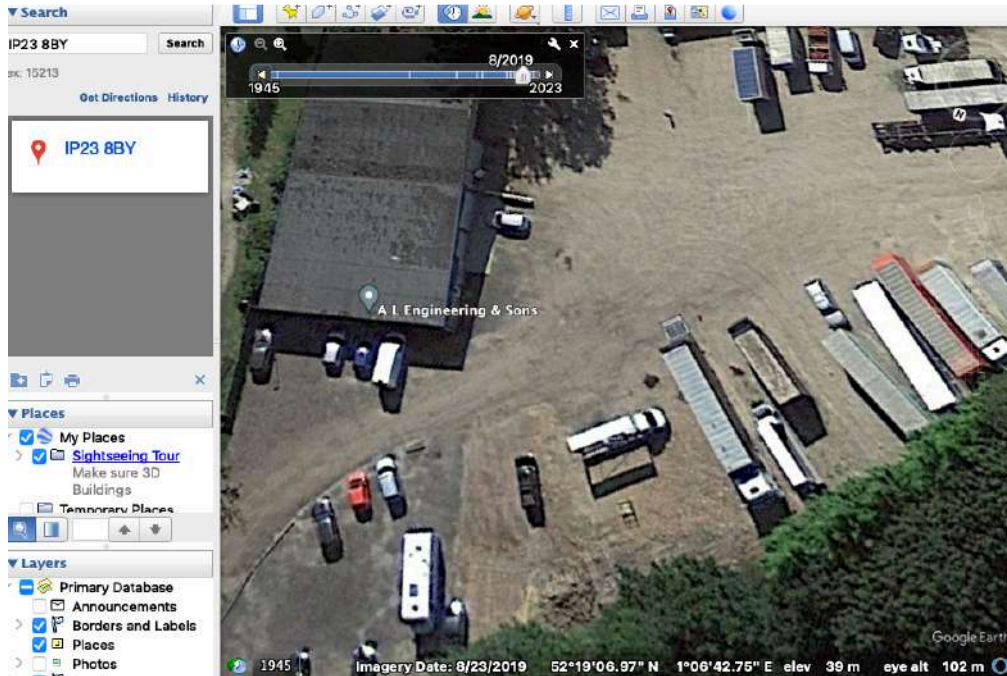 ▼ Search
IP23 8BY
Search
ex: 15213
Get Directions History
IP23 8BY
▼ Places
My Places
Sightseeing Tour
Make sure 3D
Buildings
Temporary Places
▼ Layers
Primary Database
Announcements
Borders and Labels
Places
Photos
8/2019
1945
2023
N
A L Engineering & Sons
Google Earth
1945
Imagery Date: 8/23/2019 52°19'06.97" N 1°06'42.75" E elev 39 m eye alt 102 m